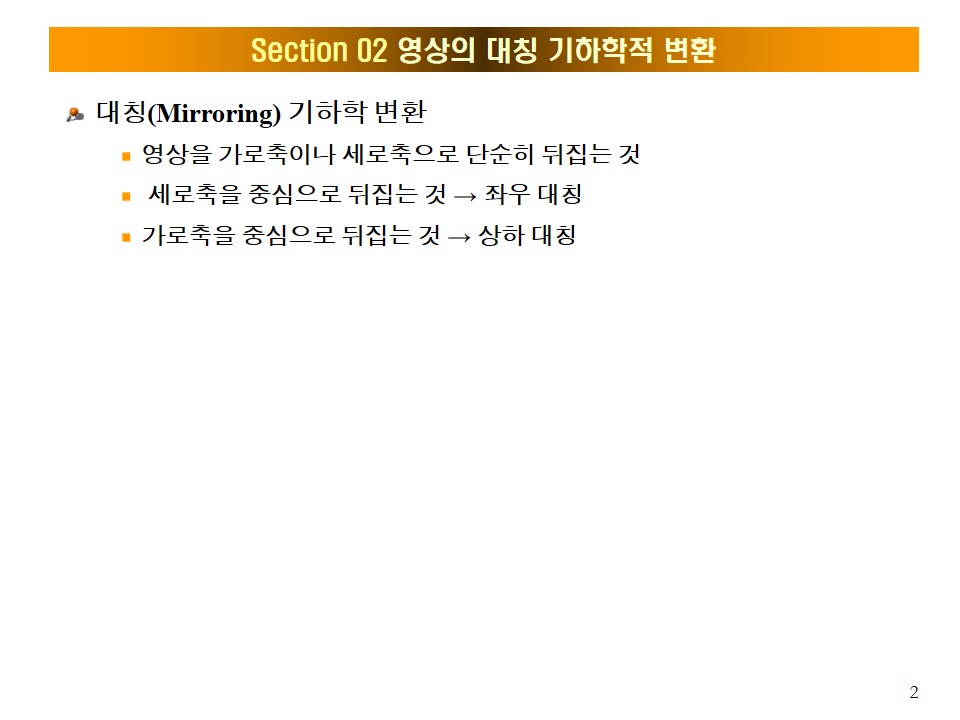 Section 02 영상의 대칭 기하학적 변환
대칭(Mirroring) 기하학 변환
영상을 가로축이나 세로축으로 단순히 뒤집는 것
세로축을 중심으로 뒤집는 것 → 좌우 대칭
가로축을 중심으로 뒤집는 것 → 상하 대칭
2